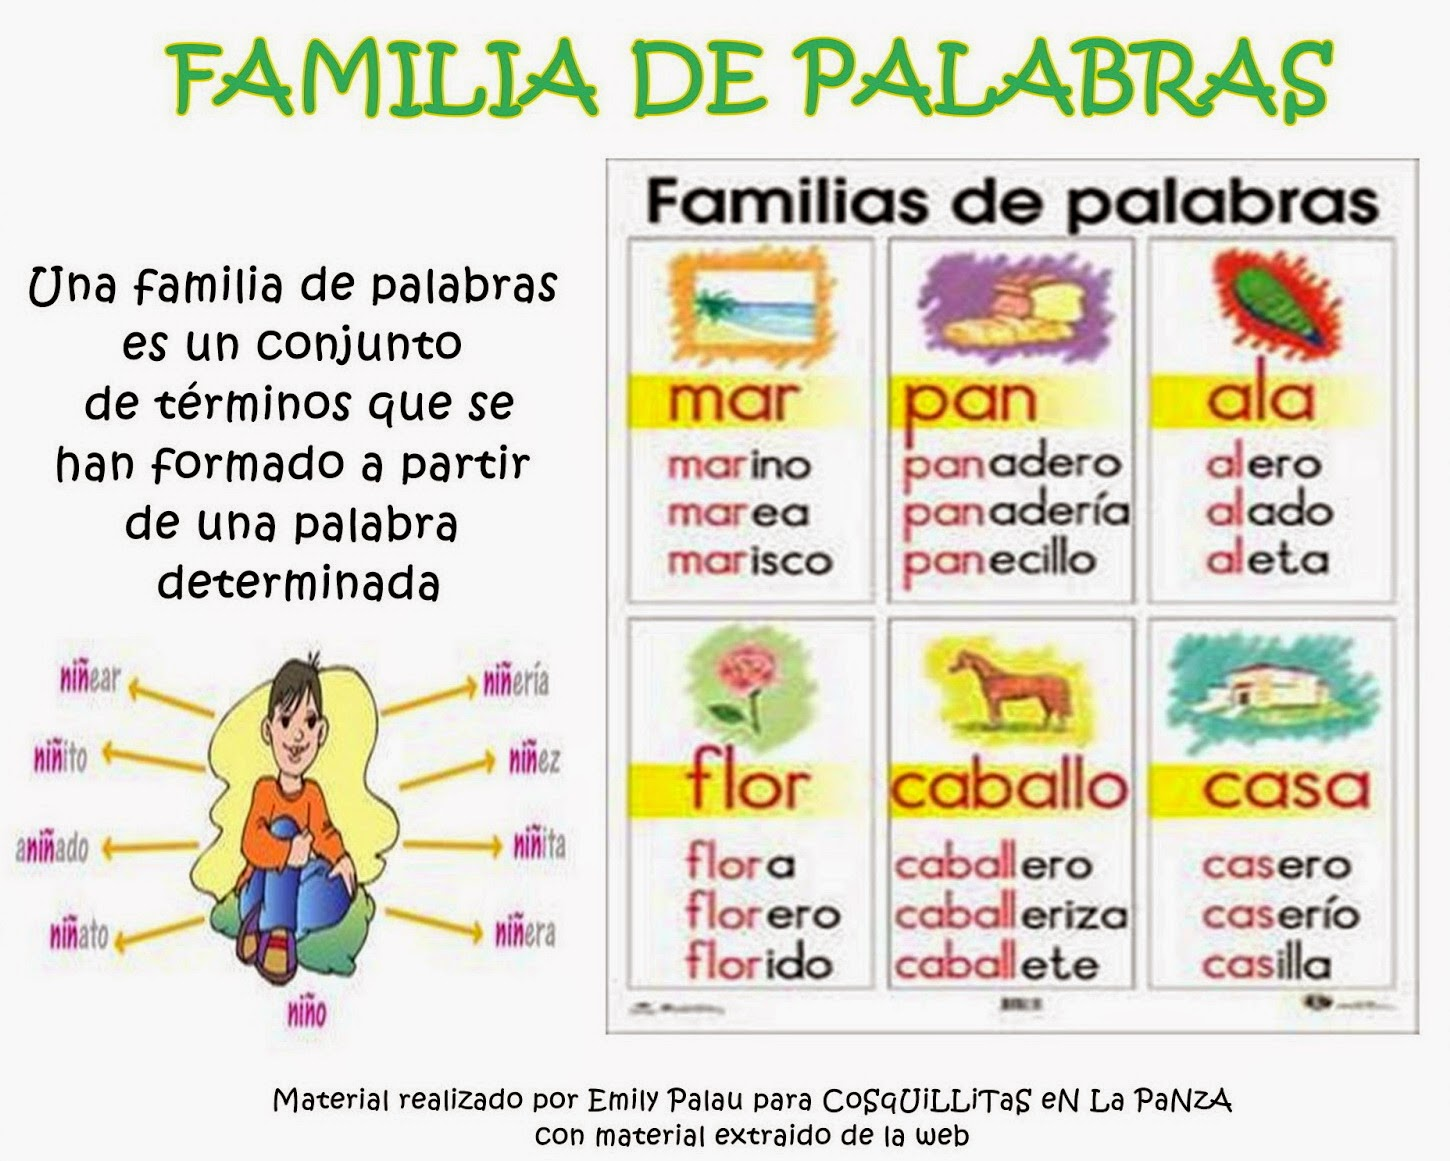 FAMILIA DE PALABRAS
Una familia de palabras
es un conjunto
de términos que se
han formado a partir
de una palabra
determinada
niñear
niñería
niñito
niñez
aniñado
niñita
niñato
niñera
niño
Familias de palabras
mar
marino
marea
marisco
pan
panadero
panadería
panecillo
ala
alero
alado
aleta
flor
flora
florero
florido
caballo
caballero
caballeriza
caballete
casa
casero
caserío
casilla
Material realizado por Emily Palau para CoSqUiLLiTaS eN La PaNzA
con material extraido de la web